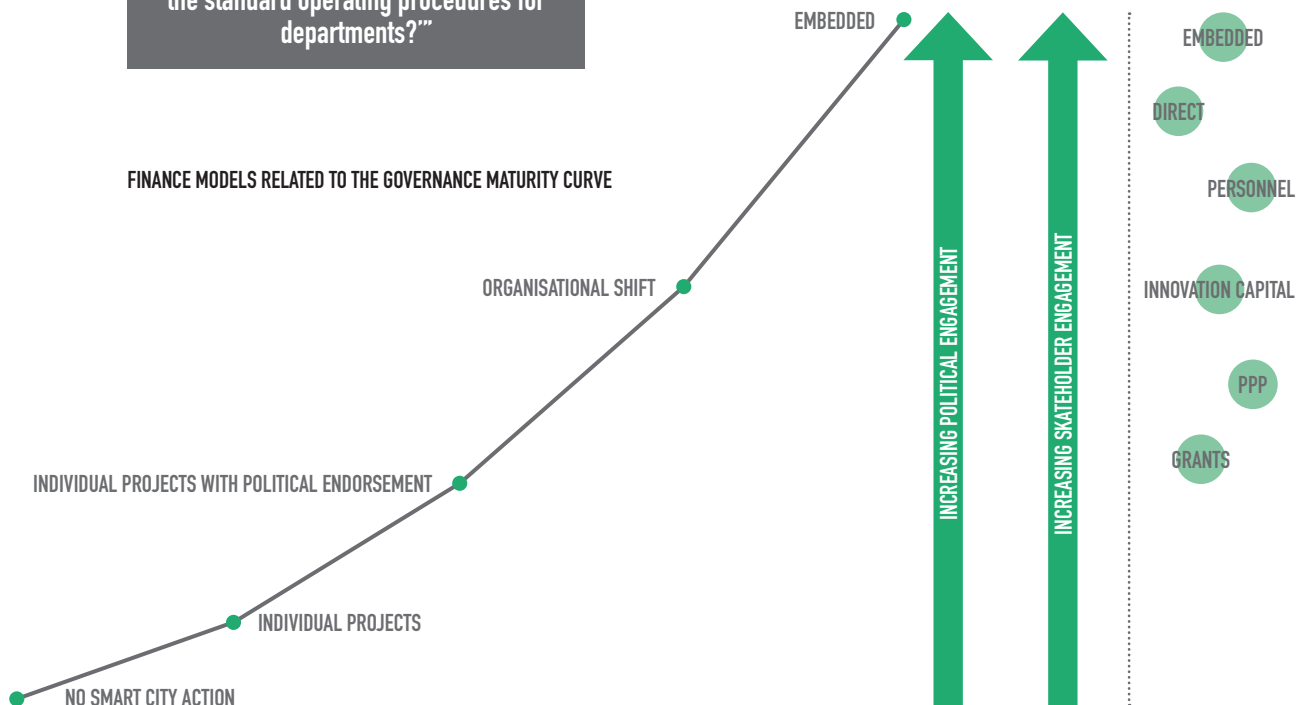 the standard operating procedures for
departments?’”
FINANCE MODELS RELATED TO THE GOVERNANCE MATURITY CURVE
EMBEDDED
ORGANISATIONAL SHIFT
INDIVIDUAL PROJECTS WITH POLITICAL ENDORSEMENT
INDIVIDUAL PROJECTS
NO SMART CITY ACTION
INCREASING POLITICAL ENGAGEMENT
INCREASING SKATEHOLDER ENGAGEMENT
EMBEDDED
DIRECT
PERSONNEL
INNOVATION CAPITAL
PPP
GRANTS